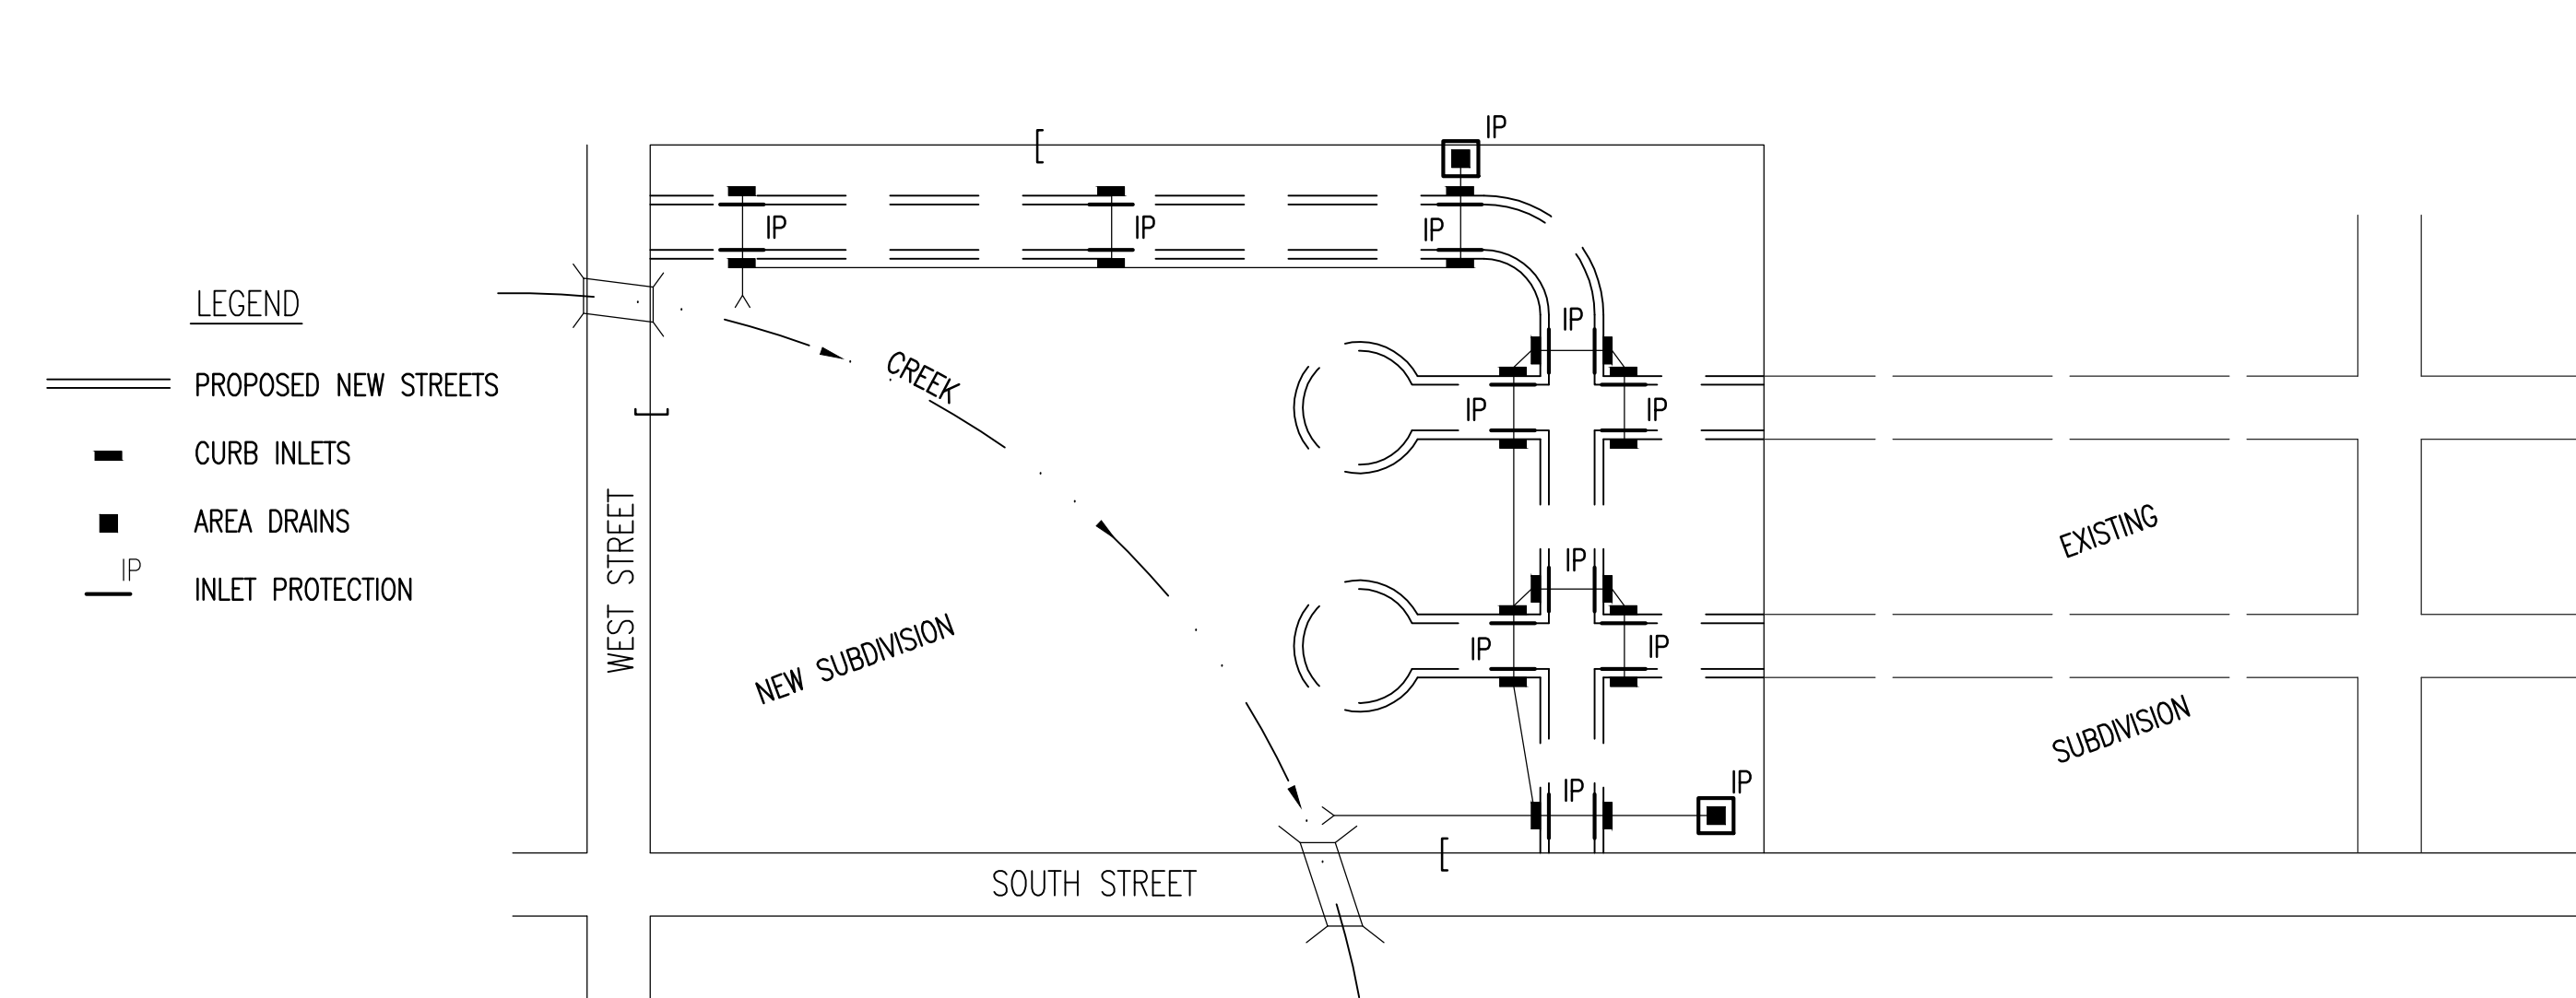 IP
IP
IP
IP
LEGEND
PROPOSED NEW STREETS
CURB INLETS
AREA DRAINS
IP
INLET PROTECTION
WEST STREET
CREEK
NEW SUBDIVISION
IP
IP
IP
IP
IP
IP
IP
IP
EXISTING
SUBDIVISION
SOUTH STREET